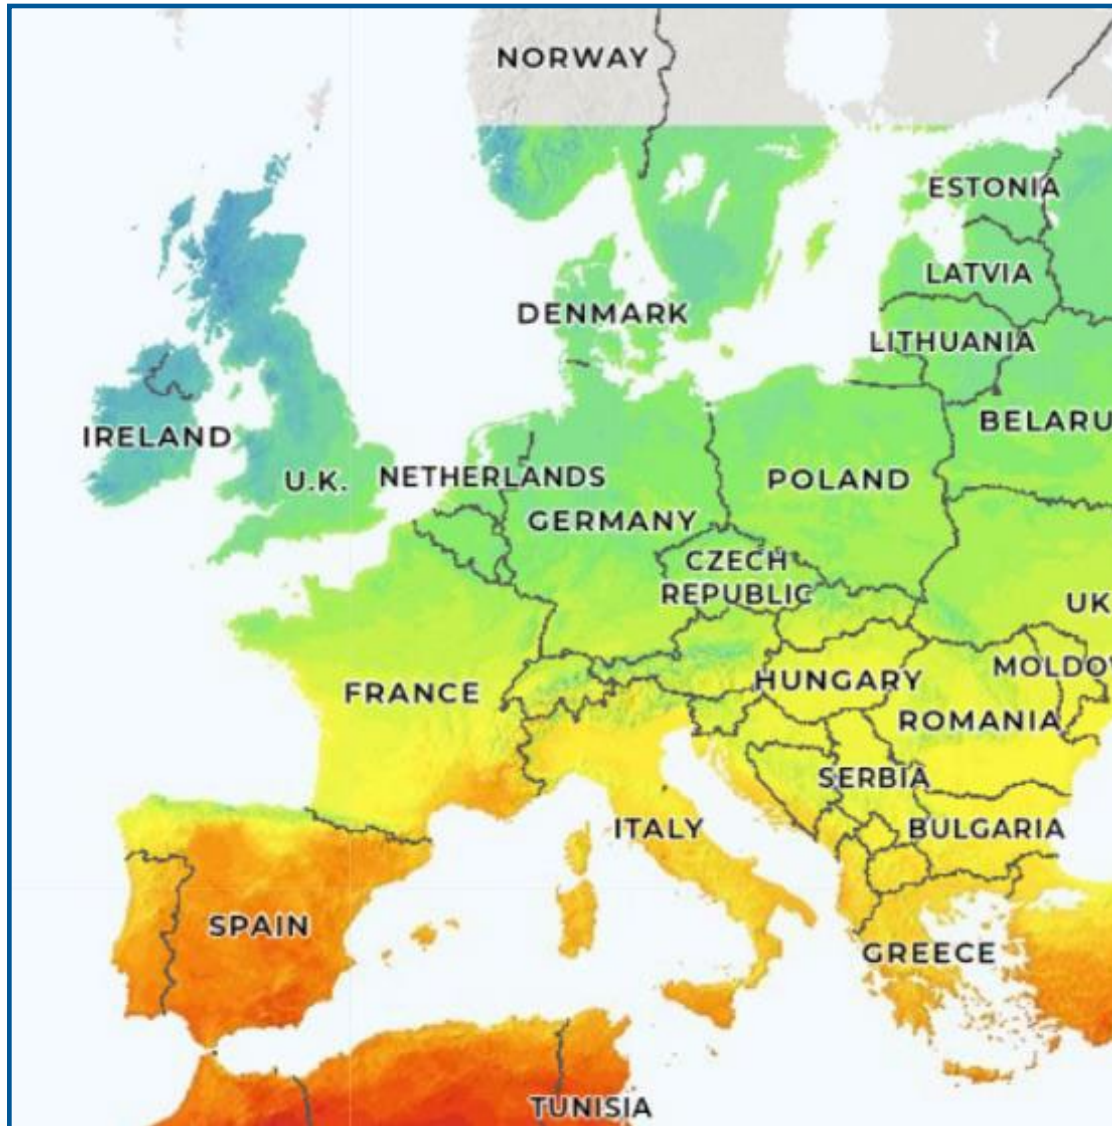 NORWAY
ESTONIA
LATVIA
DENMARK
LITHUANIA
BELARU
IRELAND
U.K.
NETHERLANDS
POLAND
GERMANY
CZECH
REPUBLIC
UK
FRANCE
HUNGARY
MOLDOV
ROMANIA
SERBIA
ITALY
BULGARIA
SPAIN
GREECE
TUNISIA